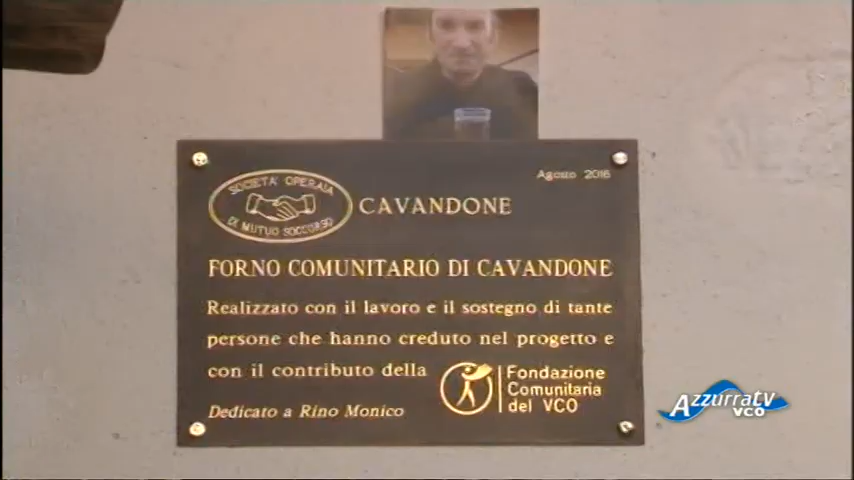 Agosto 2016
SOCIETA' OPERAIA
DI MUTUO SOCCORSO
CAVANDONE
FORNO COMUNITARIO DI CAVANDONE
Realizzato con il lavoro e il sostegno di tante
persone che hanno creduto nel progetto e
con il contributo della
Fondazione
Comunitaria
del VCO
Dedicato a Rino Monico
Azzurratv
VCO